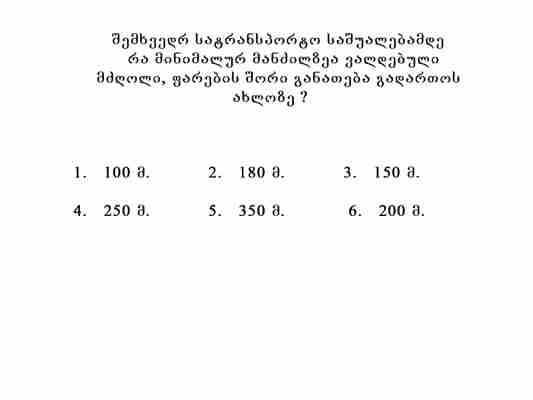 შემხვედრ სატრანსპორტო საშუალებამდე
რა მინიმალურ მანძილზეა ვალდებული
მძღოლი, ფარების შორი განათება გადართოს
ახლოზე ?
1. 100 მ. 2. 180 მ. 3. 150 მ.
4. 250 მ. 5. 350 მ. 6. 200 მ.